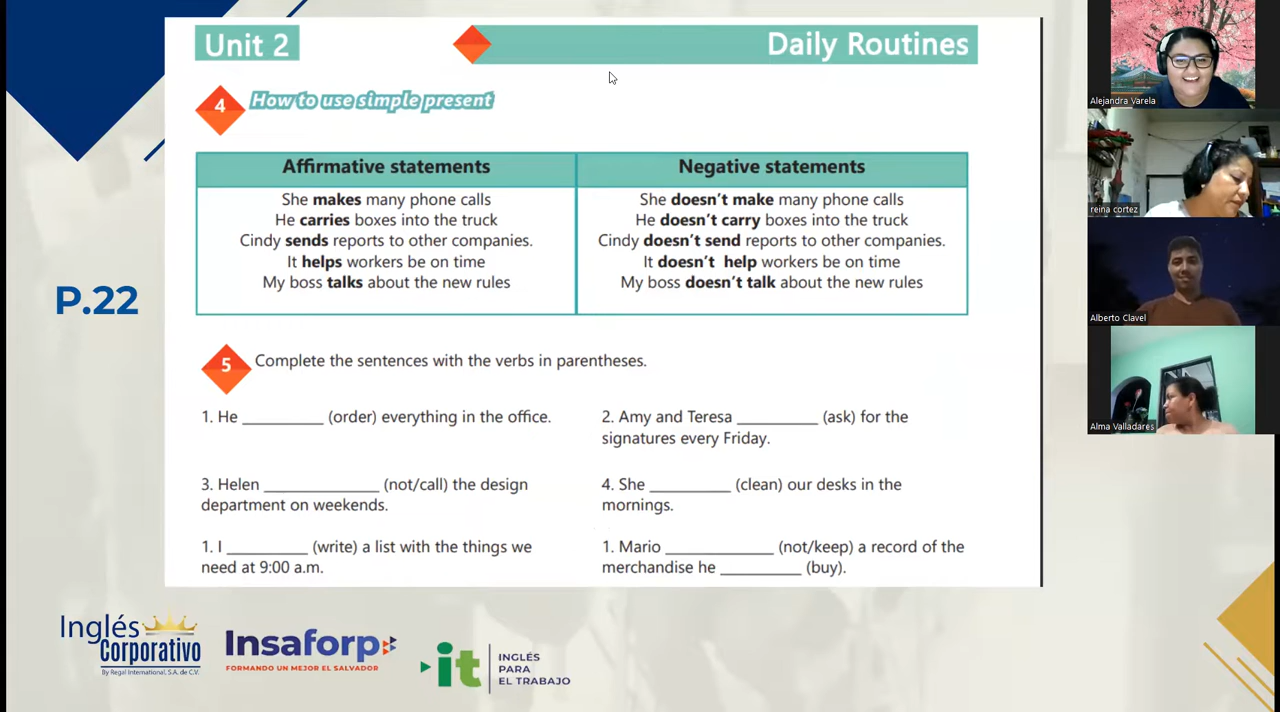 Unit 2
Daily Routines
4
How to use simple present
Affirmative statements
Negative statements
She makes many phone calls
He carries boxes into the truck
Cindy sends reports to other companies.
It helps workers be on time
My boss talks about the new rules
She doesn't make many phone calls
He doesn't carry boxes into the truck
Cindy doesn't send reports to other companies.
It doesn't help workers be on time
My boss doesn't talk about the new rules
P.22
5
Complete the sentences with the verbs in parentheses.
1. He _________ (order) everything in the office.
2. Amy and Teresa _________ (ask) for the
signatures every Friday.
3. Helen _____________ (not/call) the design
department on weekends.
4. She _________ (clean) our desks in the
mornings.
1. I _________ (write) a list with the things we
need at 9:00 a.m.
1. Mario ____________ (not/keep) a record of the
merchandise he _________ (buy).
Inglés
Corporativo
By Regal International, S.A. de C.V.
Insaforp
FORMANDO UN MEJOR EL SALVADOR
it
INGLÉS
PARA
EL TRABAJO
Alejandra Varela
reina cortez
Alberto Clavel
Alma Valladares